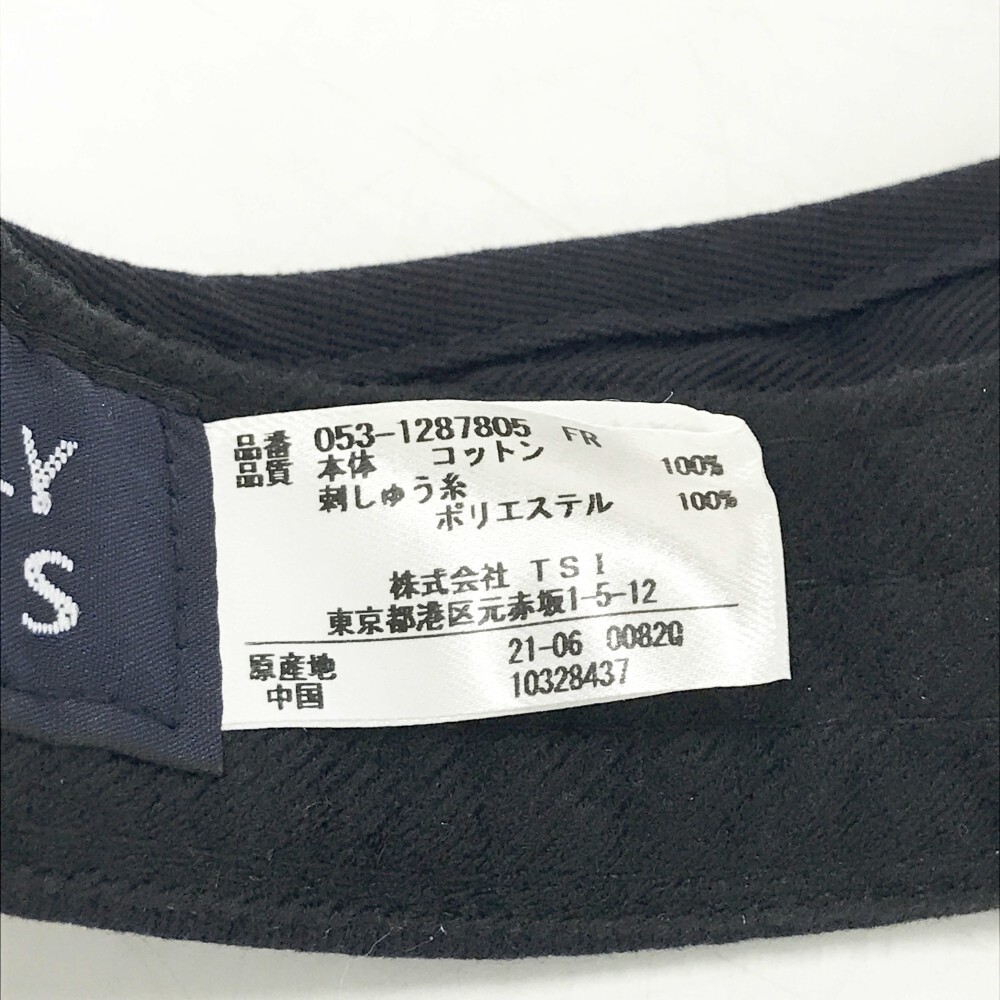 Y
S
品番 053-1287805 FR
品質 本体 コットン 100%
刺しゅう糸
ポリエステル 100%
株式会社 TSI
東京都港区元赤坂1-5-12
原産地 21-06 0082Q
中国 10328437